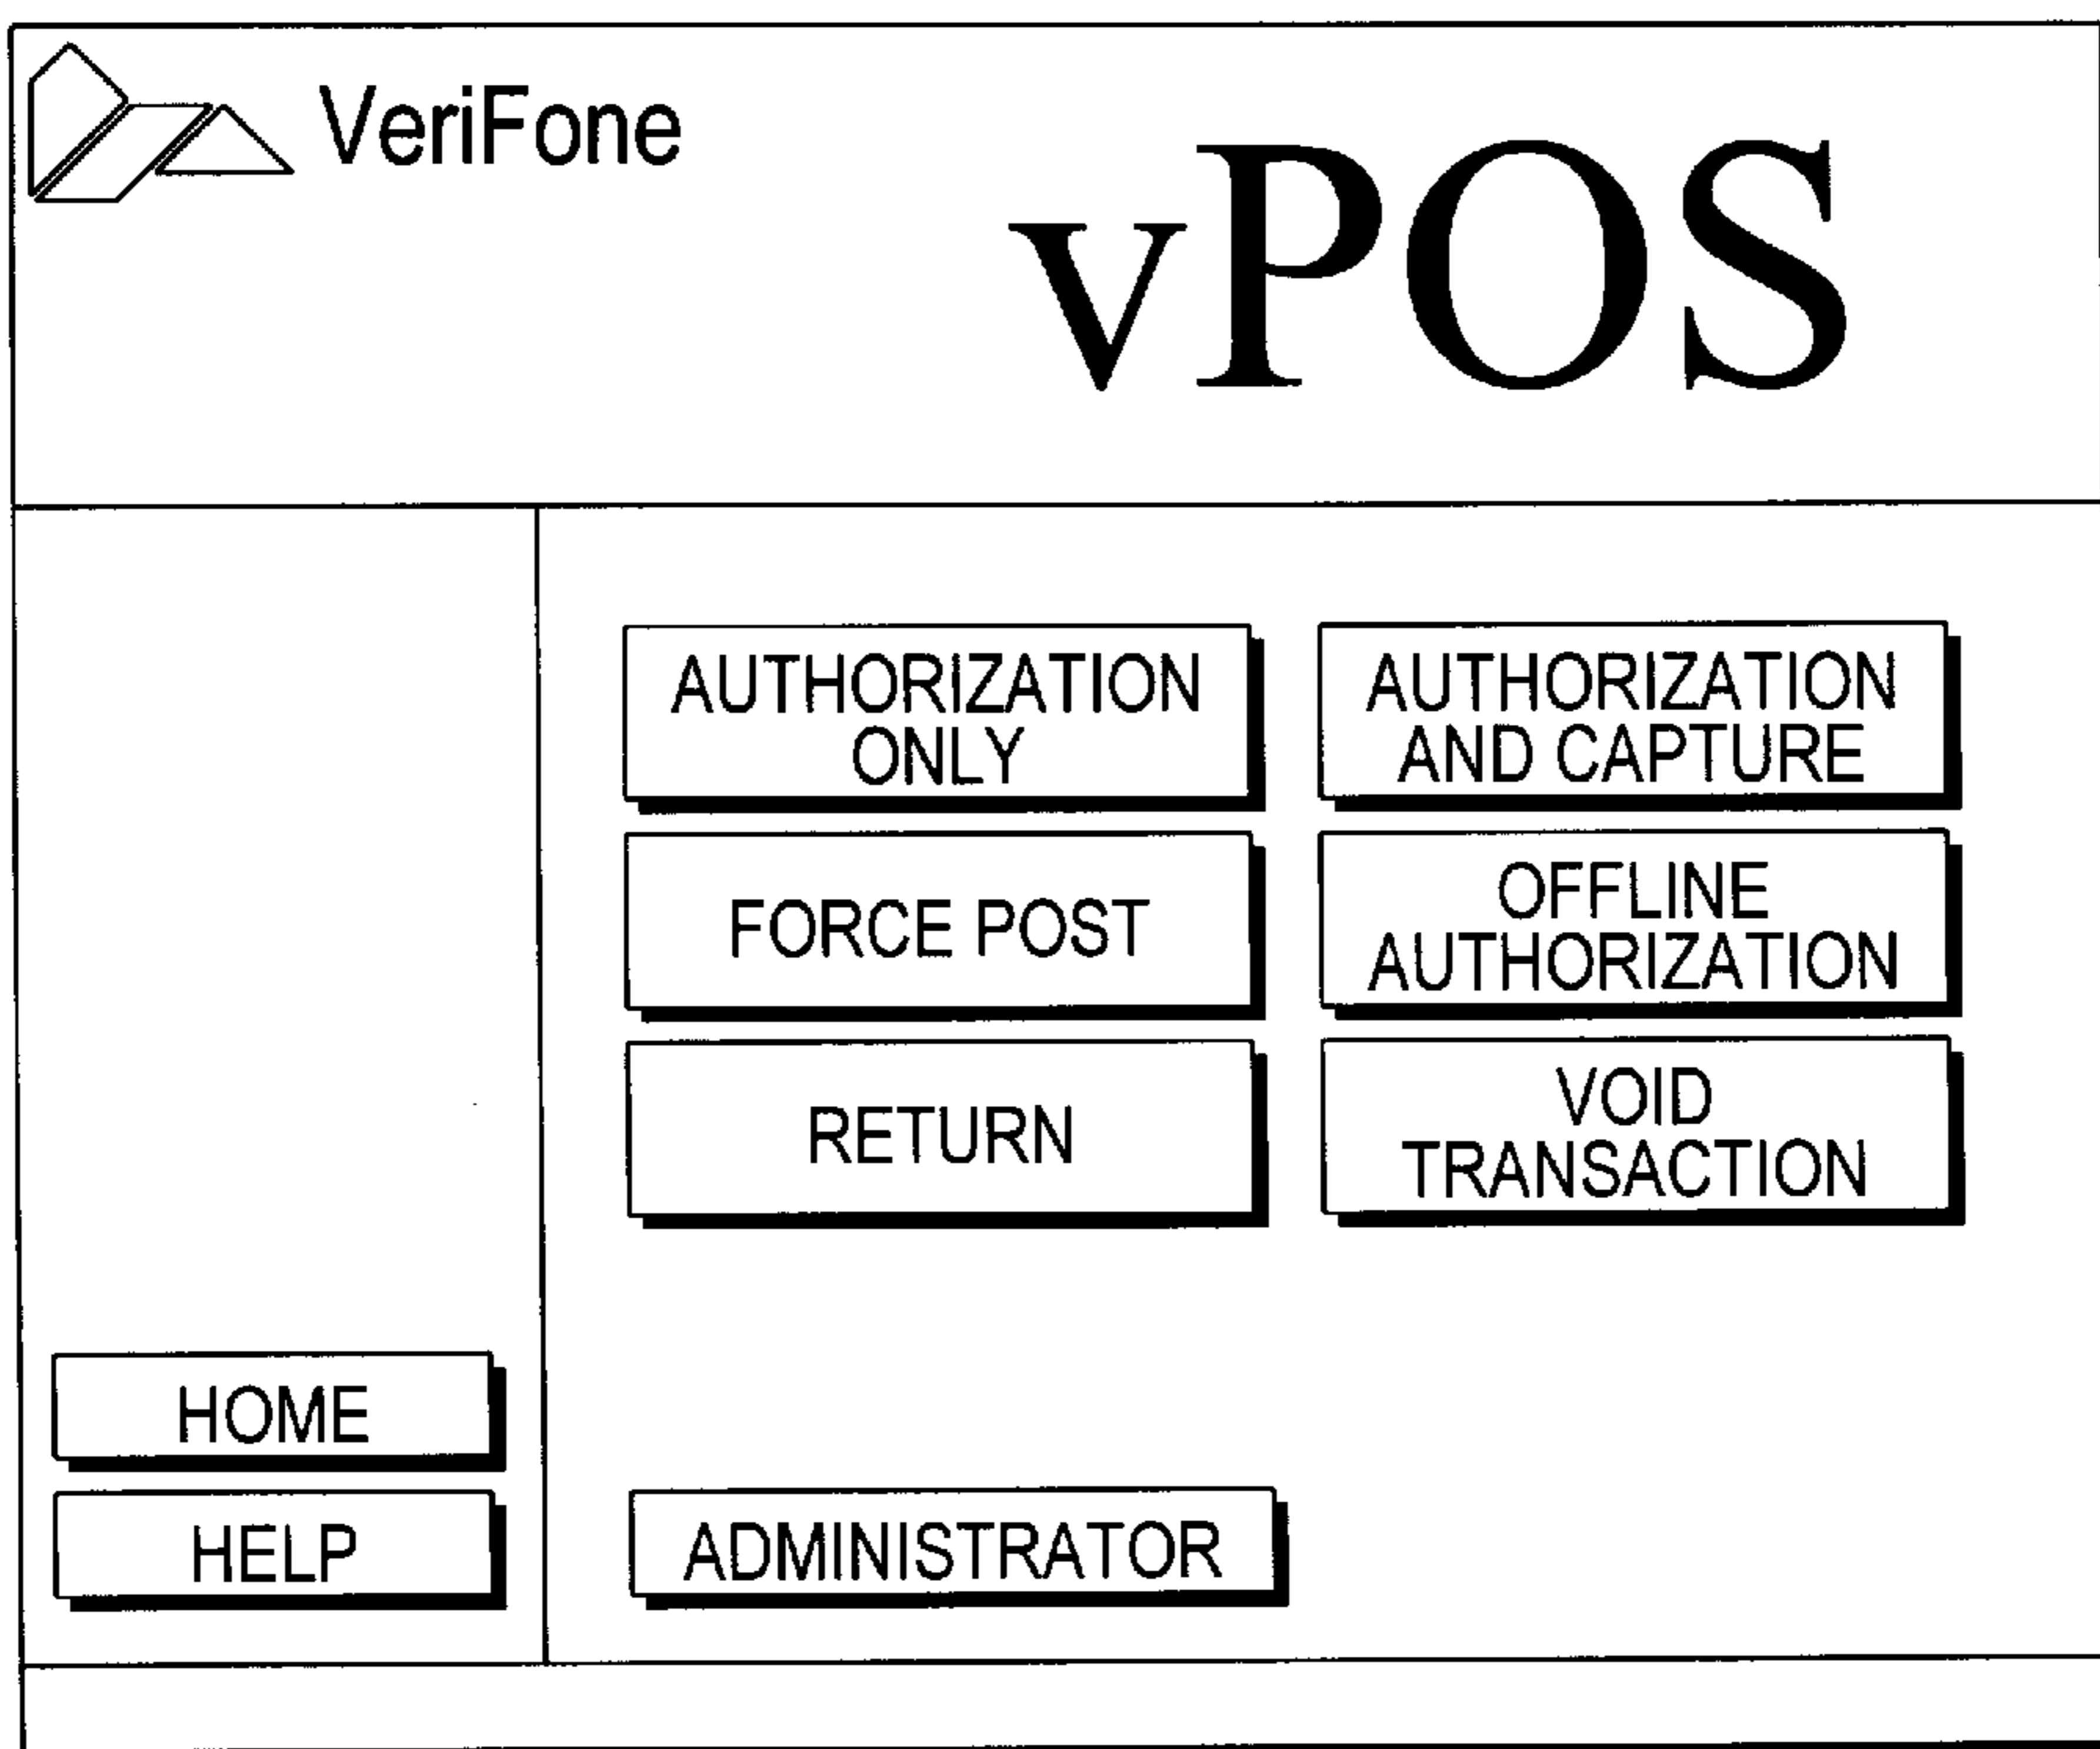 VeriFone
vPOS
AUTHORIZATION
ONLY
AUTHORIZATION
AND CAPTURE
FORCE POST
OFFLINE
AUTHORIZATION
RETURN
VOID
TRANSACTION
HOME
HELP
ADMINISTRATOR